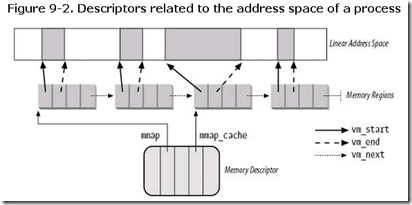 Figure 9-2. Descriptors related to the address space of a process
Linear Address Space
Memory Regions
mmap
mmap_cache
vm_start
vm_end
vm_next
Memory Descriptor